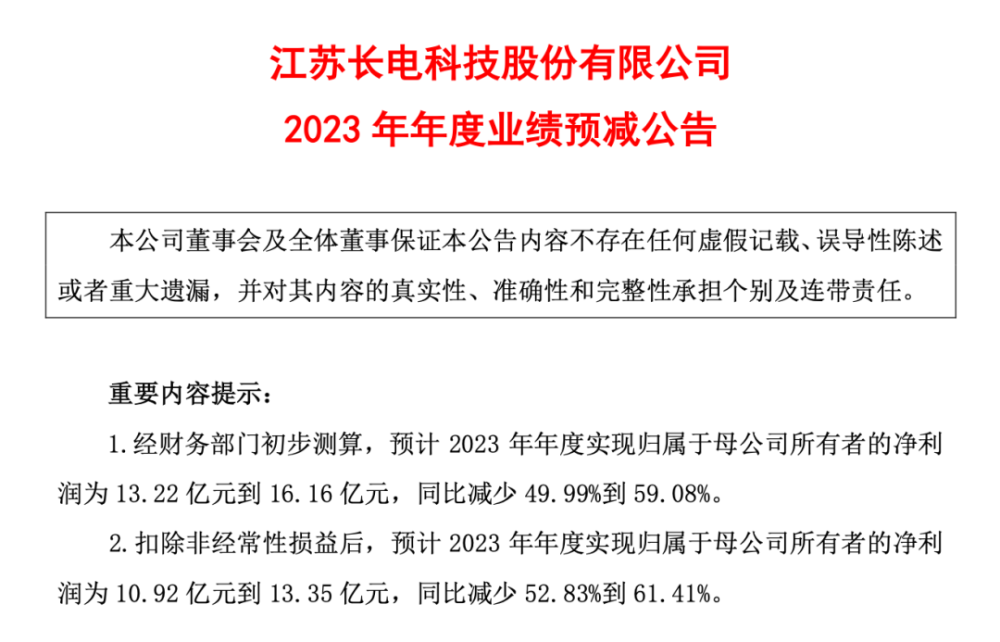 江苏长电科技股份有限公司
2023 年年度业绩预减公告
本公司董事会及全体董事保证本公告内容不存在任何虚假记载、误导性陈述
或者重大遗漏，并对其内容的真实性、准确性和完整性承担个别及连带责任。
重要内容提示：
1.经财务部门初步测算，预计 2023 年年度实现归属于母公司所有者的净利
润为 13.22 亿元到 16.16 亿元，同比减少 49.99%到 59.08%。
2.扣除非经常性损益后，预计 2023 年年度实现归属于母公司所有者的净利
润为 10.92 亿元到 13.35 亿元，同比减少 52.83%到 61.41%。